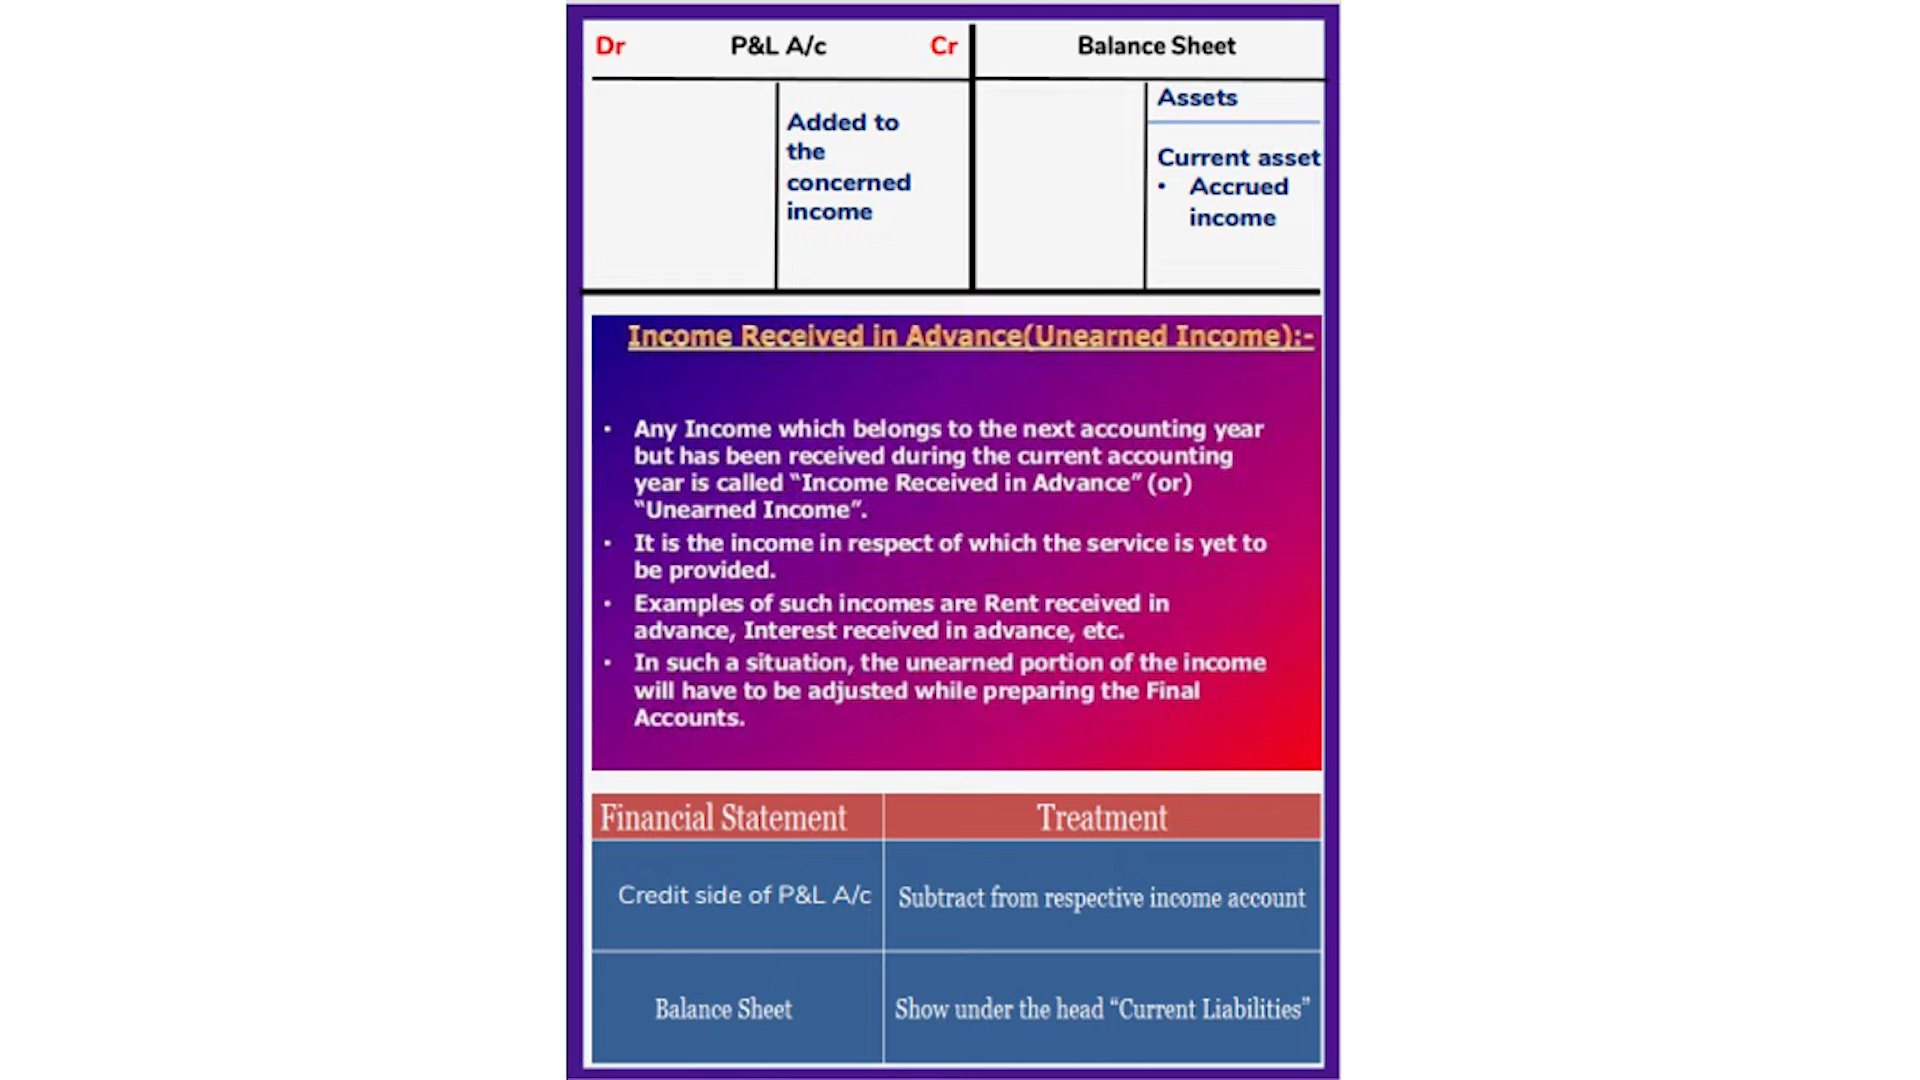 Dr P&L A/c Cr Balance Sheet
Added to
the
concerned
income
Assets
Current asset
• Accrued
income
Income Received in Advance(Unearned Income):-
• Any Income which belongs to the next accounting year
but has been received during the current accounting
year is called “Income Received in Advance” (or)
“Unearned Income”.
• It is the income in respect of which the service is yet to
be provided.
• Examples of such incomes are Rent received in
advance, Interest received in advance, etc.
• In such a situation, the unearned portion of the income
will have to be adjusted while preparing the Final
Accounts.
Financial Statement Treatment
Credit side of P&L A/c Subtract from respective income account
Balance Sheet Show under the head “Current Liabilities”